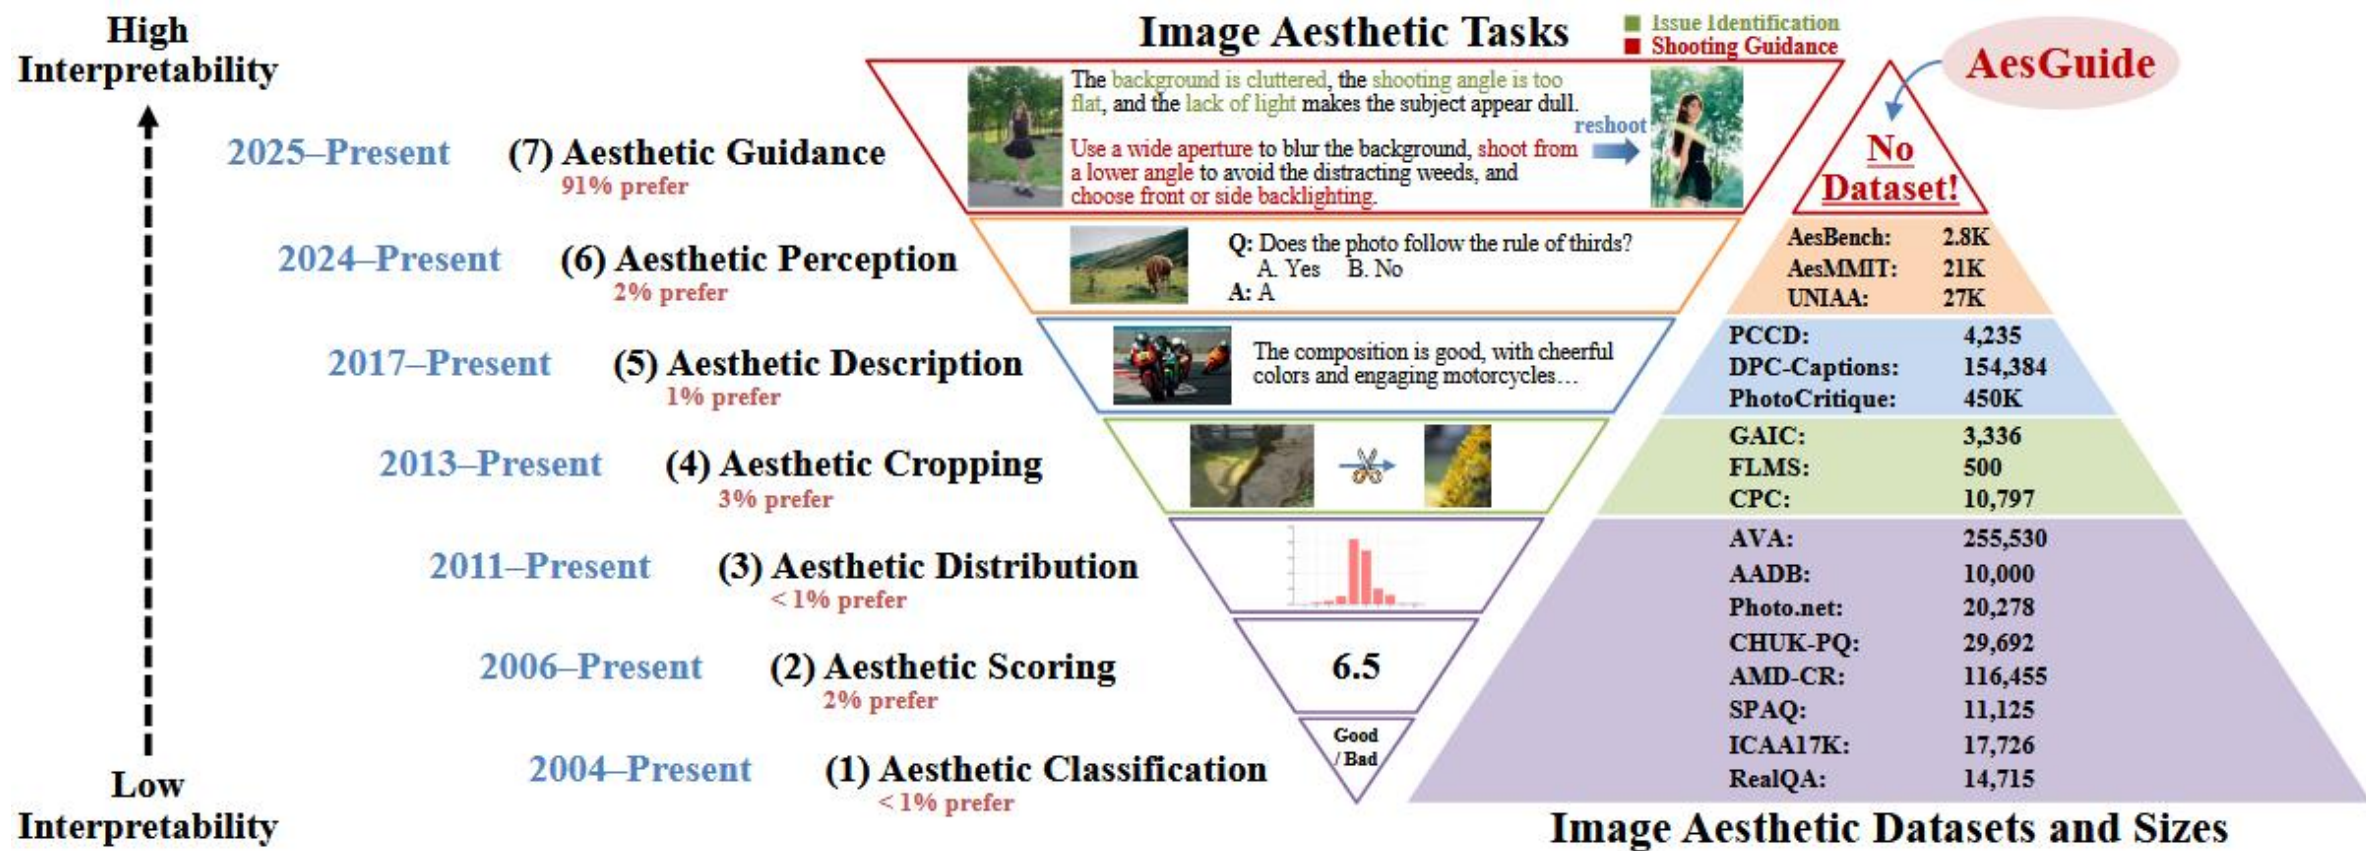 High
Interpretability
Image Aesthetic Tasks
Issue Identification
Shooting Guidance
AesGuide
2025–Present
(7) Aesthetic Guidance
91% prefer
The background is cluttered, the shooting angle is too
flat, and the lack of light makes the subject appear dull.
Use a wide aperture to blur the background, shoot from
a lower angle to avoid the distracting weeds, and
choose front or side backlighting.
reshoot
No
Dataset!
2024–Present
(6) Aesthetic Perception
2% prefer
Q: Does the photo follow the rule of thirds?
A. Yes B. No
A: A
AesBench: 2.8K
AesMMIT: 21K
UNIAA: 27K
2017–Present
(5) Aesthetic Description
1% prefer
The composition is good, with cheerful
colors and engaging motorcycles...
PCCD: 4,235
DPC-Captions: 154,384
PhotoCritique: 450K
2013–Present
(4) Aesthetic Cropping
3% prefer
GAIC: 3,336
FLMS: 500
CPC: 10,797
2011–Present
(3) Aesthetic Distribution
< 1% prefer
2006–Present
(2) Aesthetic Scoring
2% prefer
6.5
2004–Present
(1) Aesthetic Classification
< 1% prefer
Good
/ Bad
AVA: 255,530
AADB: 10,000
Photo.net: 20,278
CHUK-PQ: 29,692
AMD-CR: 116,455
SPAQ: 11,125
ICAA17K: 17,726
RealQA: 14,715
Low
Interpretability
Image Aesthetic Datasets and Sizes